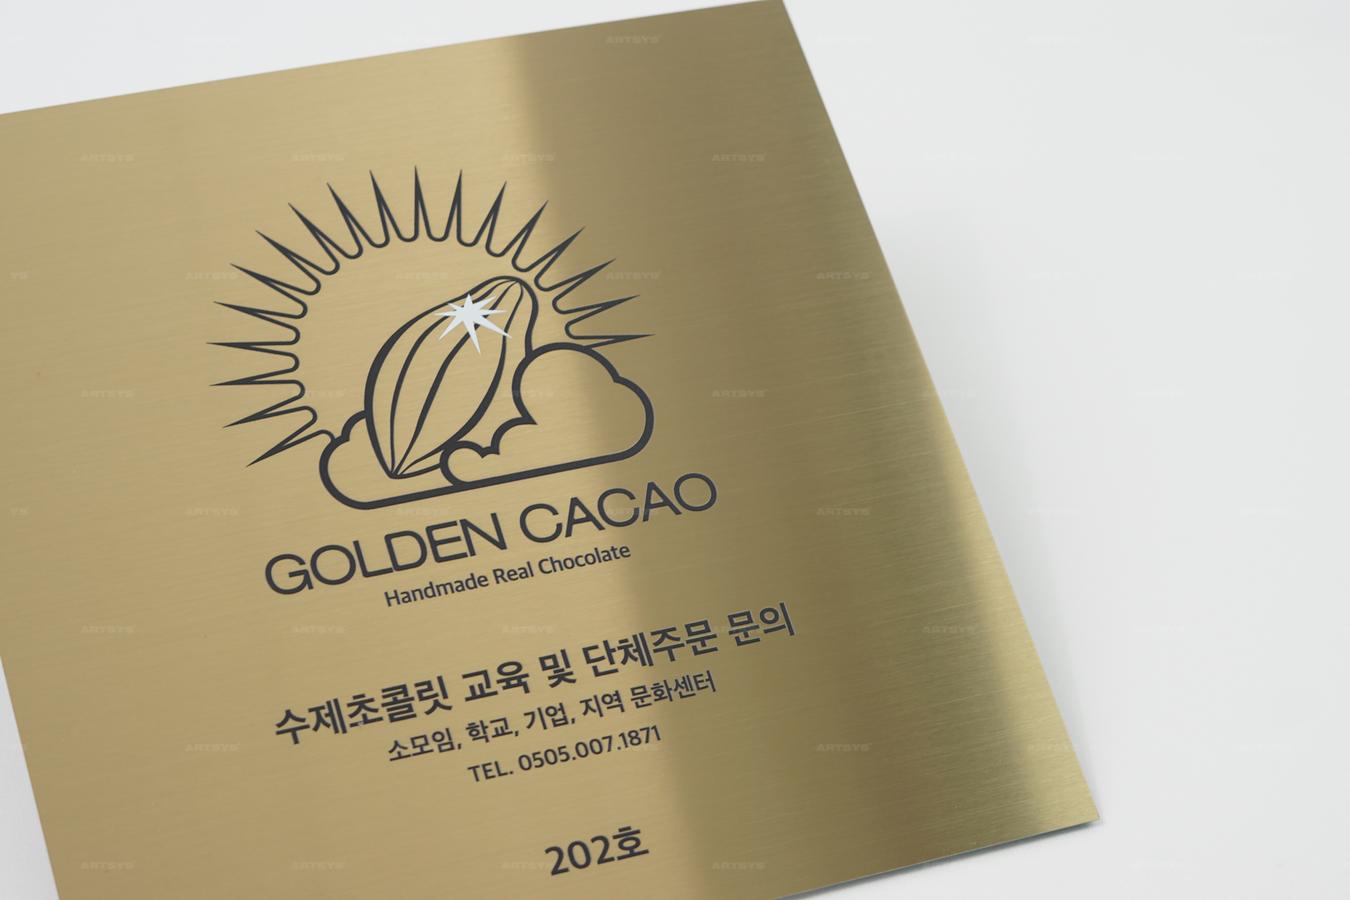 GOLDEN CACAO
Handmade Real Chocolate
수제초콜릿 교육 및 단체주문 문의
소모임, 학교, 기업, 지역 문화센터
TEL. 0505.007.1871
202호
ARTSYS